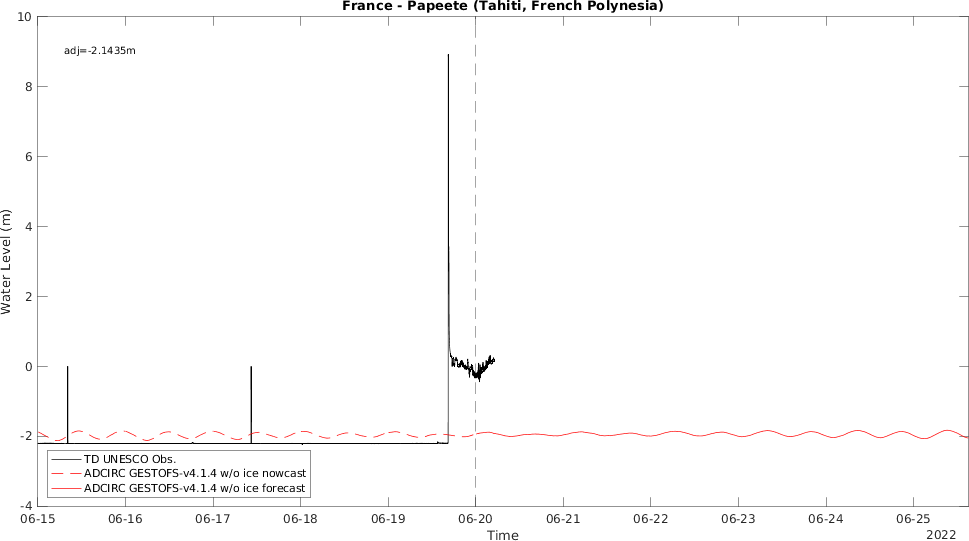 France - Papeete (Tahiti, French Polynesia)
10
adj=-2.1435m
8
6
4
2
0
-2
-4
Water Level (m)
TD UNESCO Obs.
ADCIRC GESTOFS-v4.1.4 w/o ice nowcast
ADCIRC GESTOFS-v4.1.4 w/o ice forecast
06-15 06-16 06-17 06-18 06-19 06-20 06-21 06-22 06-23 06-24 06-25
Time
2022